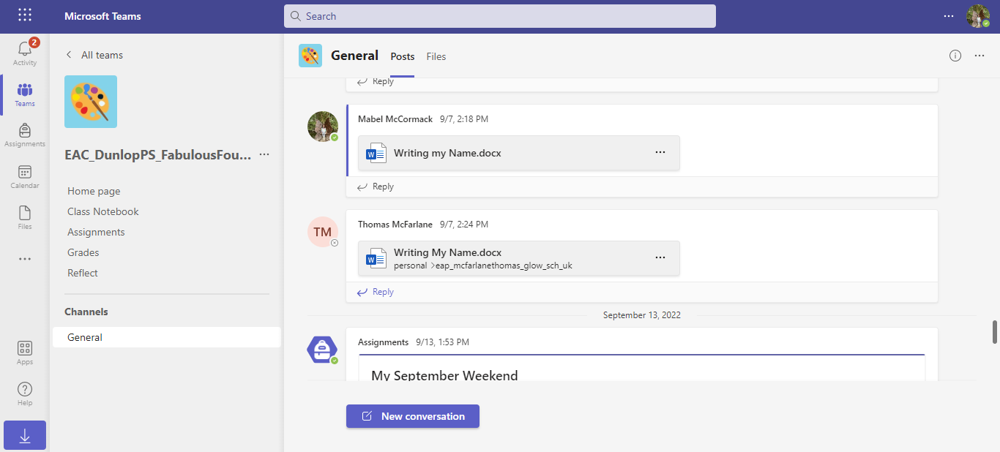 Microsoft Teams
Search
2
Activity
Teams
Assignments
Calendar
Files
Apps
Help
All teams
EAC_DunlopPS_FabulousFou...
Home page
Class Notebook
Assignments
Grades
Reflect
Channels
General
General Posts Files
Reply
Mabel McCormack 9/7, 2:18 PM
Writing my Name.docx
Reply
TM
Thomas McFarlane 9/7, 2:24 PM
Writing My Name.docx
personal >eap_mcfarlanethomas_glow_sch_uk
Reply
September 13, 2022
Assignments 9/13, 1:53 PM
My September Weekend
New conversation